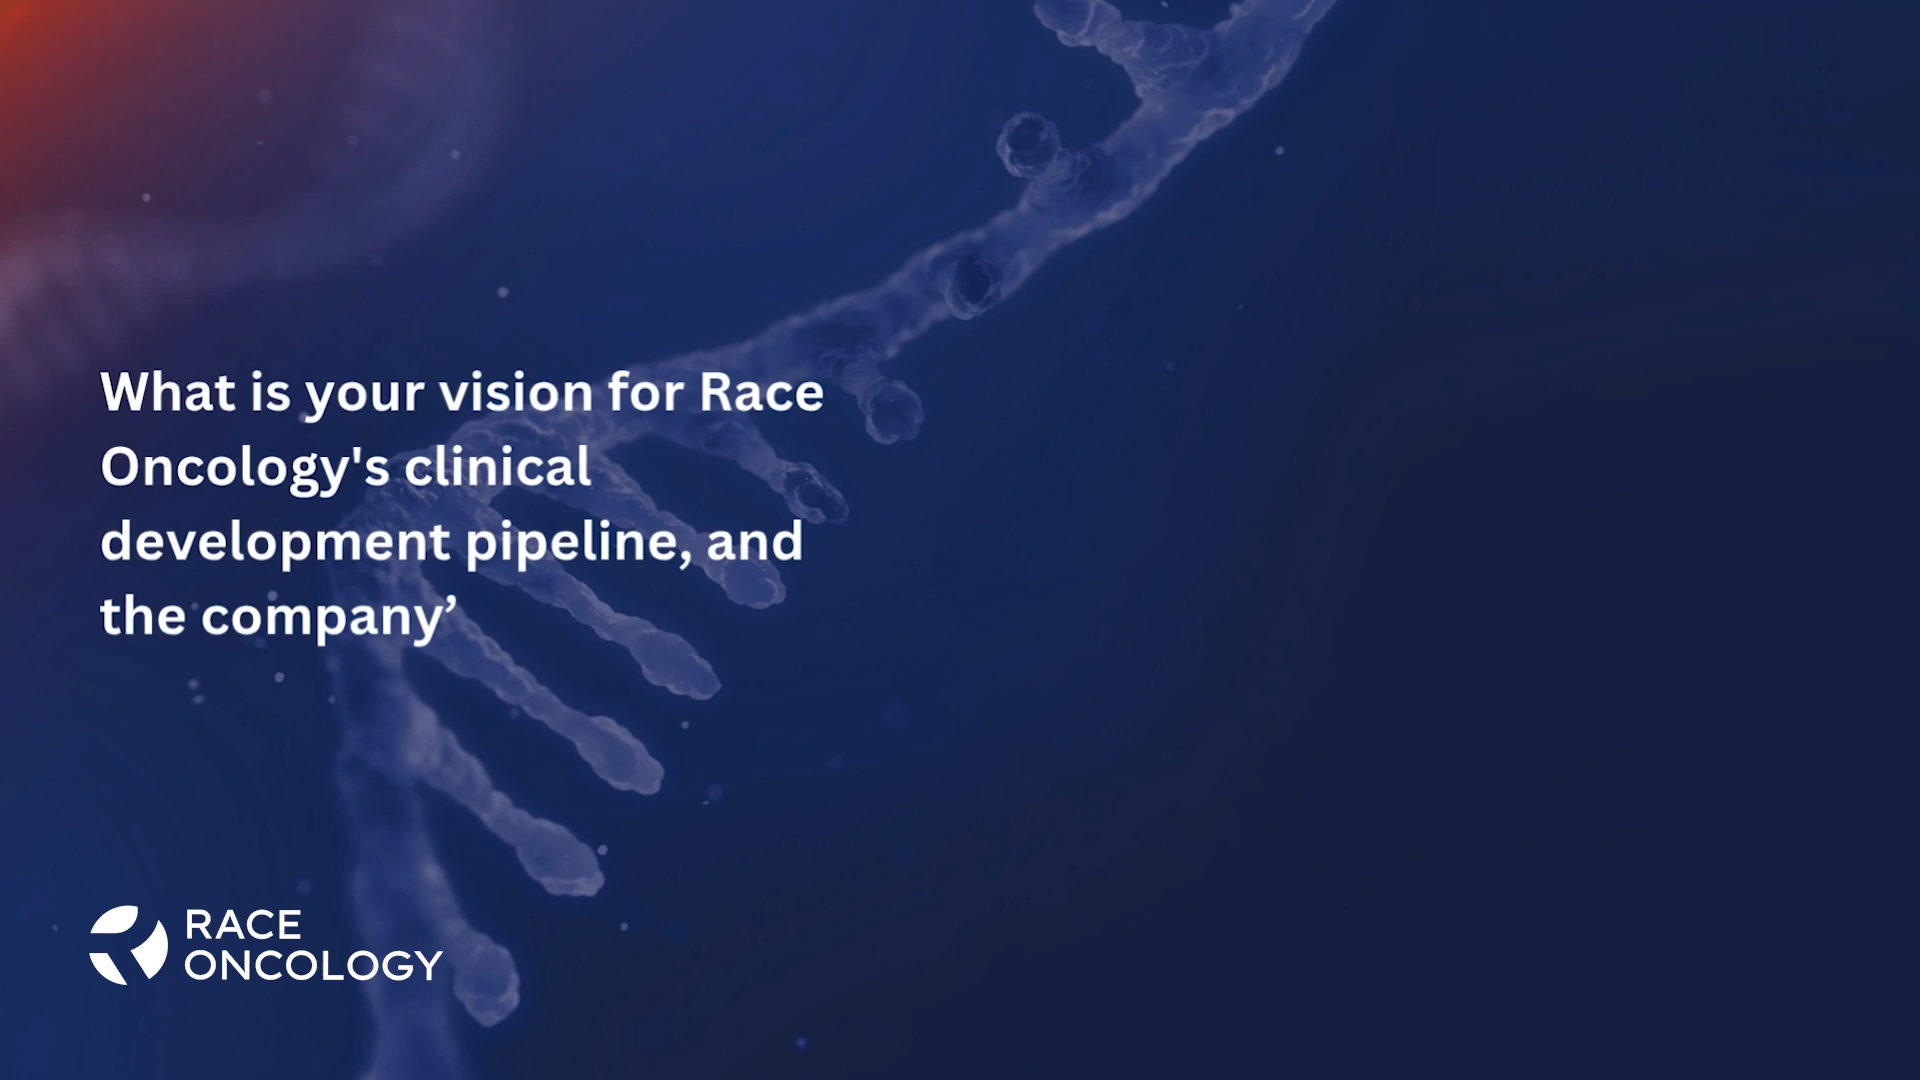 What is your vision for Race
Oncology's clinical
development pipeline, and
the company’
RACE
ONCOLOGY